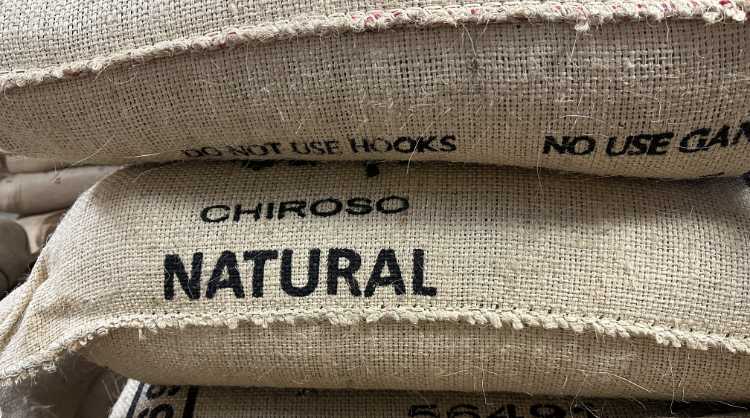 DO NOT USE HOOKS NO USE GAN
CHIROSO
NATURAL